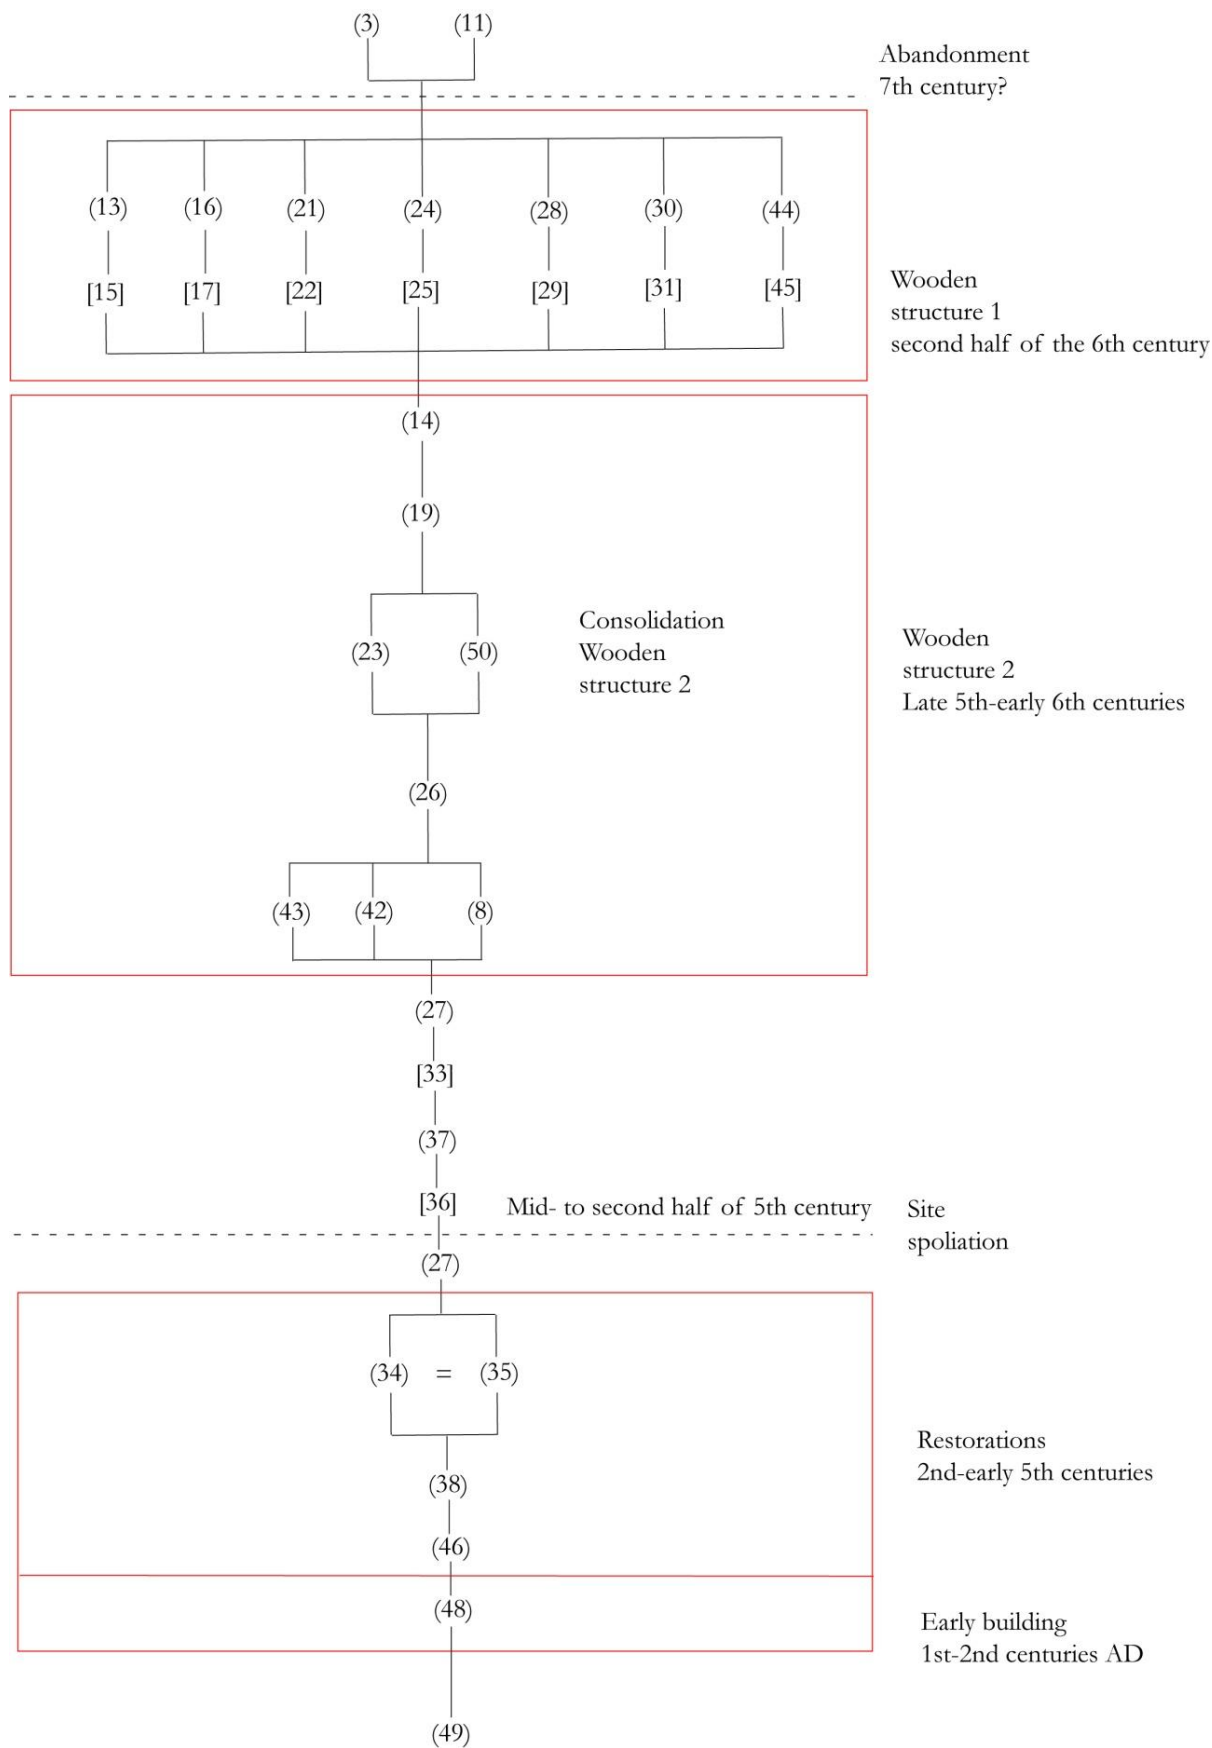 (3) (11)
Abandonment
7th century?
(13) (16) (21) (24) (28) (30) (44)
[15] [17] [22] [25] [29] [31] [45]
Wooden
structure 1
second half of the 6th century
(14)
(19)
(23) (50)
Consolidation
Wooden
structure 2
Wooden
structure 2
Late 5th-early 6th centuries
(26)
(43) (42) (8)
(27)
[33]
(37)
[36] Mid- to second half of 5th century
Site
spoliation
(27)
(34) = (35)
Restorations
2nd-early 5th centuries
(38)
(46)
(48)
Early building
1st-2nd centuries AD
(49)